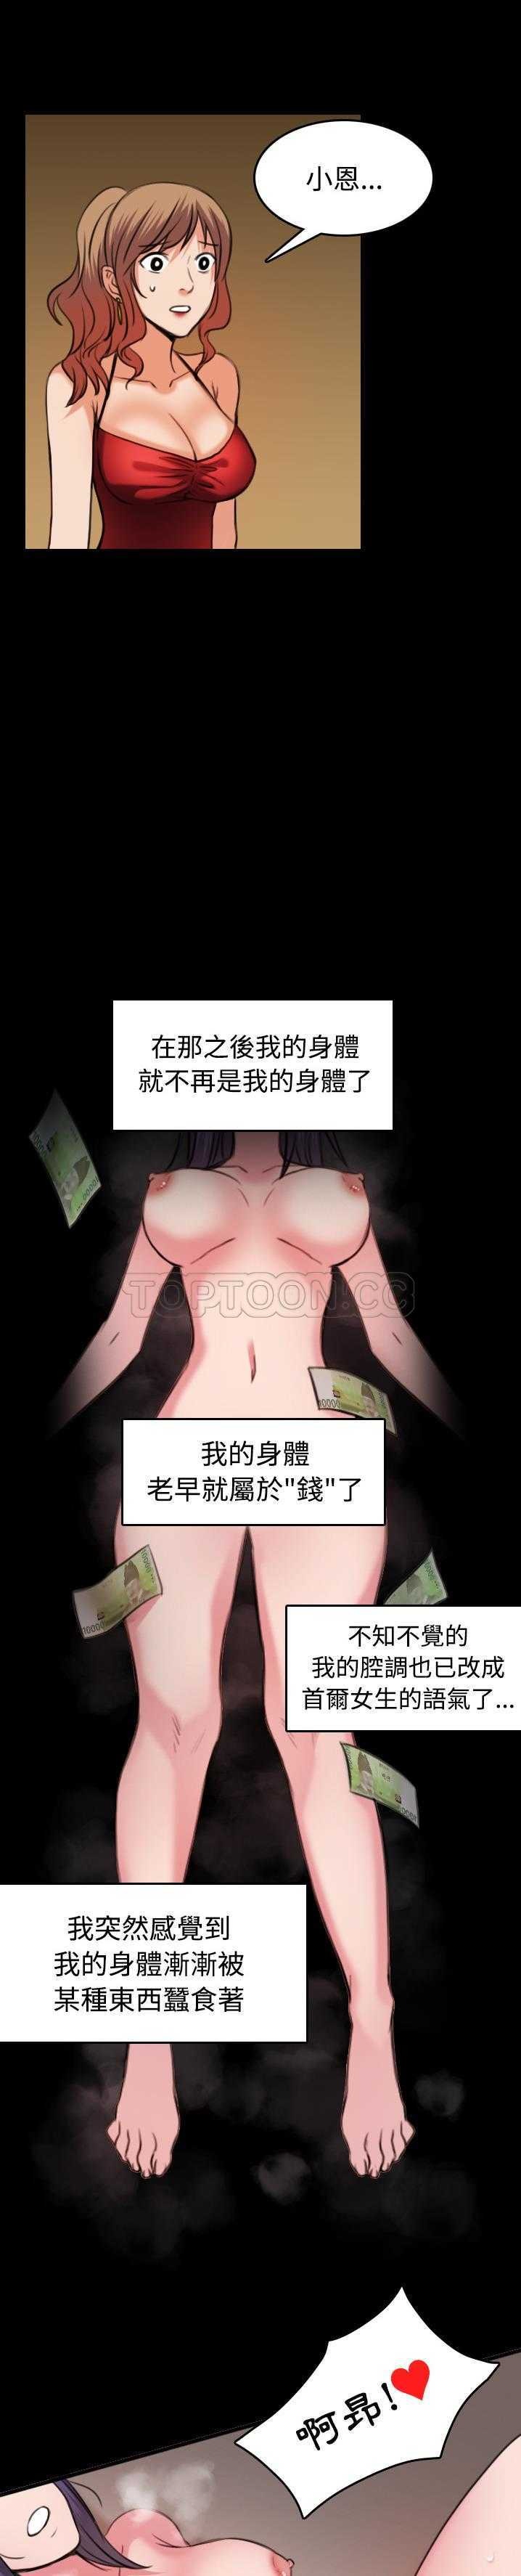 小恩...
在那之後我的身體
就不再是我的身體了
TOPTOON.CC
10000
我的身體
老早就屬於"錢"了
10000
不知不覺的
我的腔調也已改成
首爾女生的語氣了...
我突然感覺到
我的身體漸漸被
某種東西蠶食著
啊昂!